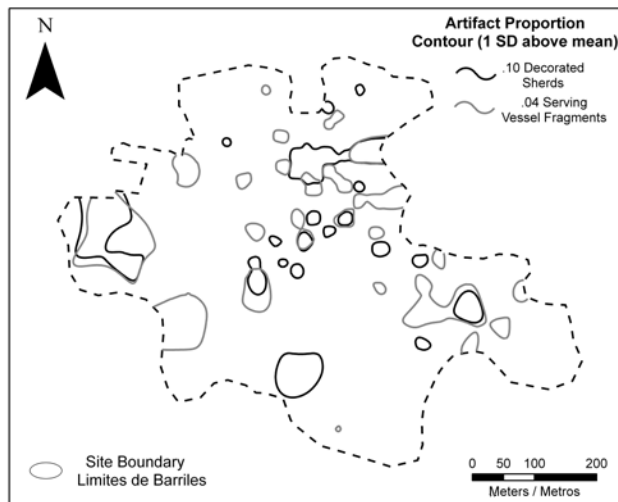 N
Artifact Proportion
Contour (1 SD above mean)
.10 Decorated
Sherds
.04 Serving
Vessel Fragments
Site Boundary
Limites de Barriles
0 50 100 200
Meters / Metros